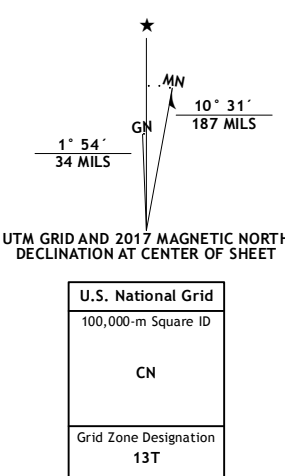 ★
MN
10° 31´
187 MILS
GN
1° 54´
34 MILS
UTM GRID AND 2017 MAGNETIC NORTH
DECLINATION AT CENTER OF SHEET
U.S. National Grid
100,000-m Square ID
CN
Grid Zone Designation
13T